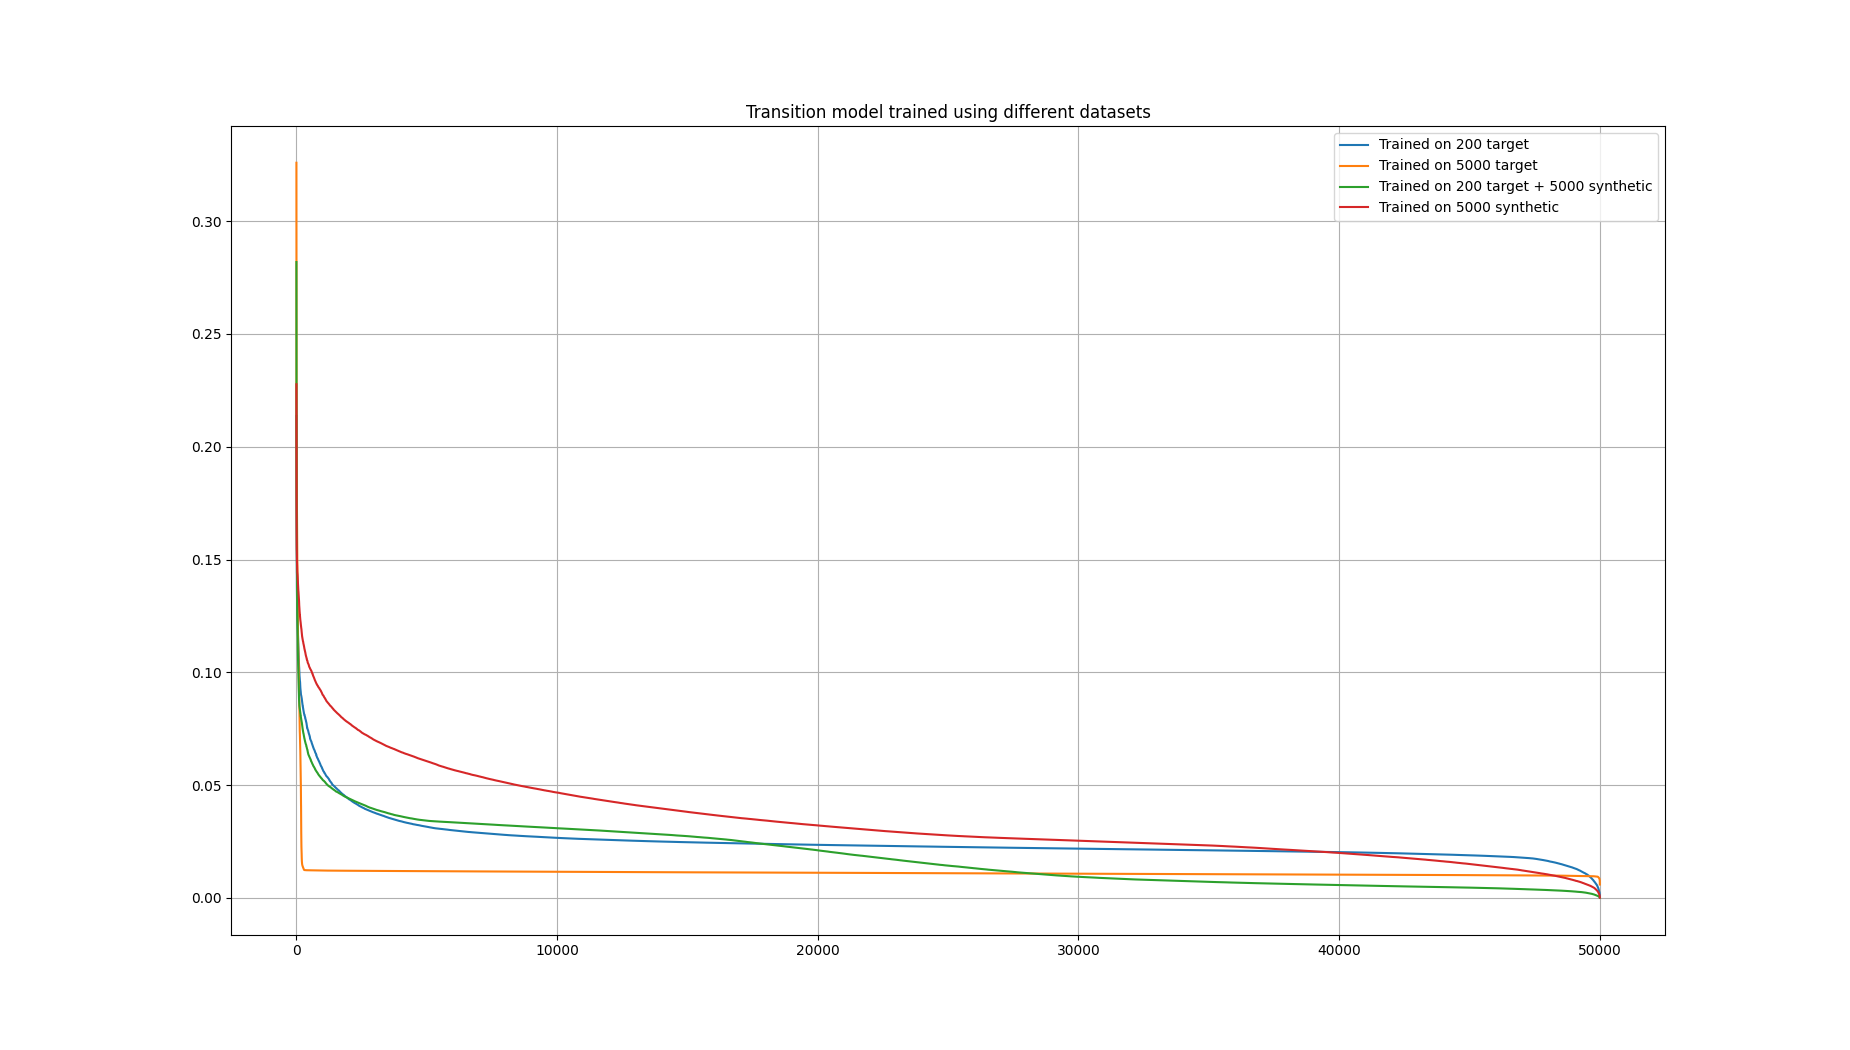 Transition model trained using different datasets
Trained on 200 target
Trained on 5000 target
Trained on 200 target + 5000 synthetic
Trained on 5000 synthetic
0.30
0.25
0.20
0.15
0.10
0.05
0.00
0 10000 20000 30000 40000 50000